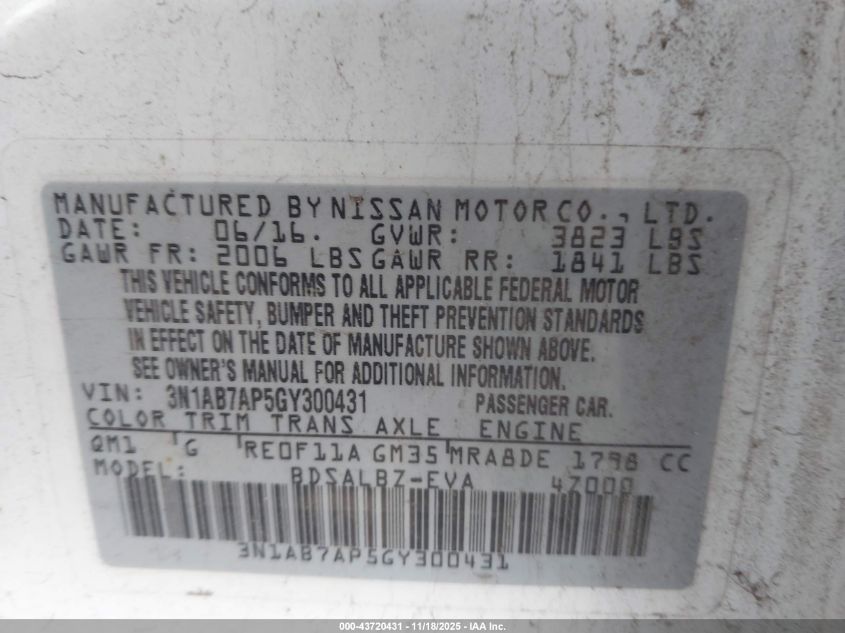 MANUFACTURED BY NISSAN MOTOR CO., LTD.
DATE: 06/16. GVWR: 3823 LBS
GAWR FR: 2006 LBS GAWR RR: 1841 LBS
THIS VEHICLE CONFORMS TO ALL APPLICABLE FEDERAL MOTOR
VEHICLE SAFETY, BUMPER AND THEFT PREVENTION STANDARDS
IN EFFECT ON THE DATE OF MANUFACTURE SHOWN ABOVE.
SEE OWNER'S MANUAL FOR ADDITIONAL INFORMATION.
VIN: 3N1AB7AP5GY300431 PASSENGER CAR.
COLOR TRIM TRANS AXLE ENGINE
QM1 G RE0F11A GM35 MRA8DE 1798 CC
MODEL: BDSALBZ-EVA 47000
3N1AB7AP5GY300431
000-43720431 - 11/18/2025 - IAA Inc.